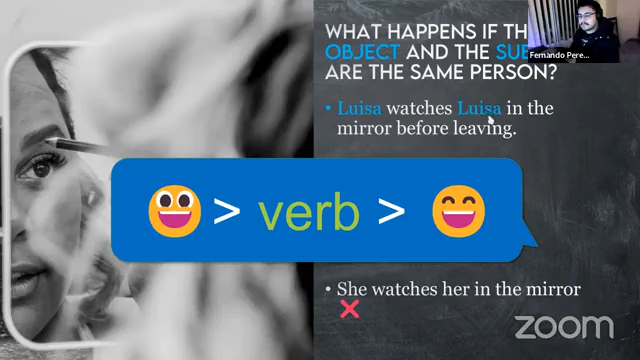 WHAT HAPPENS IF TH
OBJECT AND THE SU
ARE THE SAME PERSON?
Fernando Pere...
• Luisa watches Luisa in the
mirror before leaving.
> verb >
• She watches her in the mirror
zoom